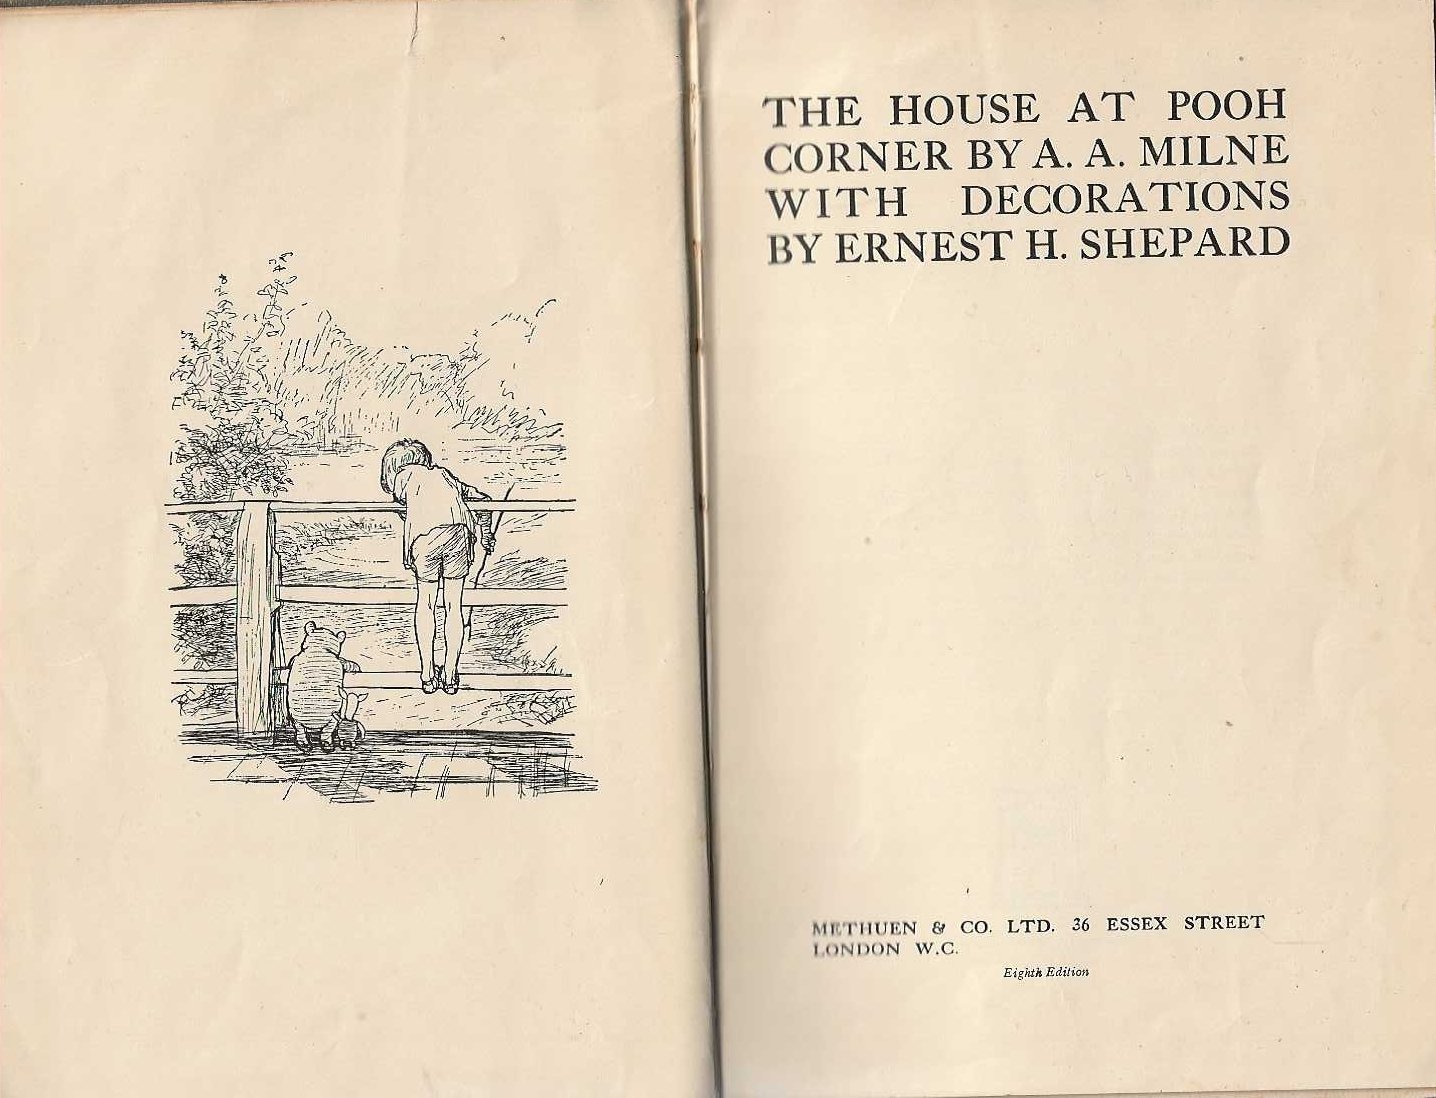 THE HOUSE AT POOH
CORNER BY A. A. MILNE
WITH DECORATIONS
BY ERNEST H. SHEPARD
METHUEN & CO. LTD. 36 ESSEX STREET
LONDON W.C.
Eighth Edition